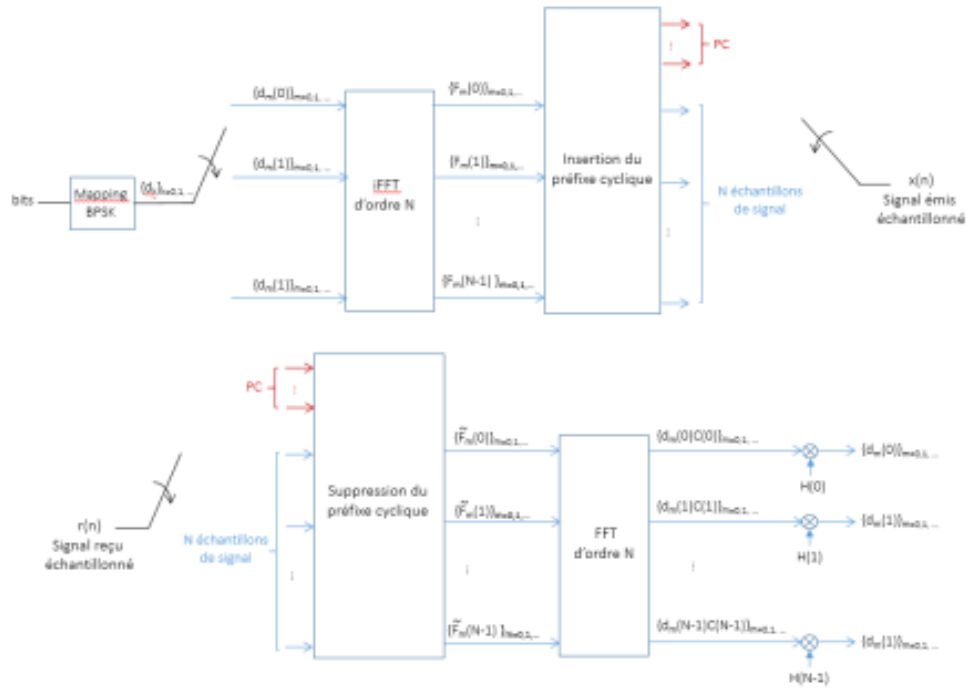 PC
{dₘ(0)}ₘ₌₀,₁,...
{Fₘ(0)}ₘ₌₀,₁,...
{dₘ(1)}ₘ₌₀,₁,...
{Fₘ(1)}ₘ₌₀,₁,...
Insertion du
préfixe cyclique
bits
Mapping
BPSK
{dₖ}ₖ₌₀,₁,...
iFFT
d'ordre N
N échantillons
de signal
x(n)
Signal émis
échantillonné
{dₘ(1)}ₘ₌₀,₁,...
{Fₘ(N-1) }ₘ₌₀,₁,...
PC
{F̃ₘ(0)}ₘ₌₀,₁,...
{dₘ(0)C(0)}ₘ₌₀,₁,...
{dₘ(0)}ₘ₌₀,₁,...
H(0)
Suppression du
préfixe cyclique
{F̃ₘ(1)}ₘ₌₀,₁,...
{dₘ(1)C(1)}ₘ₌₀,₁,...
{dₘ(1)}ₘ₌₀,₁,...
H(1)
r(n)
Signal reçu
échantillonné
N échantillons
de signal
FFT
d'ordre N
{F̃ₘ(N-1) }ₘ₌₀,₁,...
{dₘ(N-1)C(N-1)}ₘ₌₀,₁,...
{dₘ(1)}ₘ₌₀,₁,...
H(N-1)